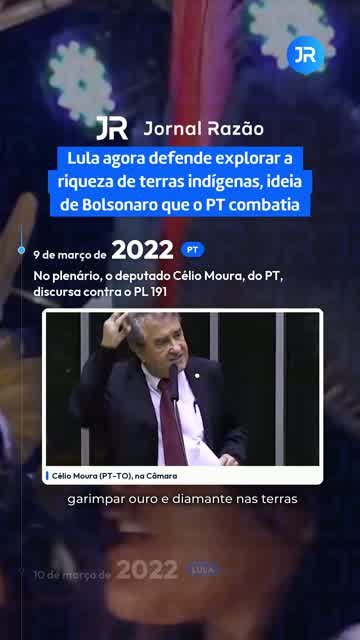 JR
JR Jornal Razão
Lula agora defende explorar a
riqueza de terras indígenas, ideia
de Bolsonaro que o PT combatia
9 de março de 2022 PT
No plenário, o deputado Célio Moura, do PT,
discursa contra o PL 191
Célio Moura (PT-TO), na Câmara
garimpar ouro e diamante nas terras
10 de março de 2022 LULA